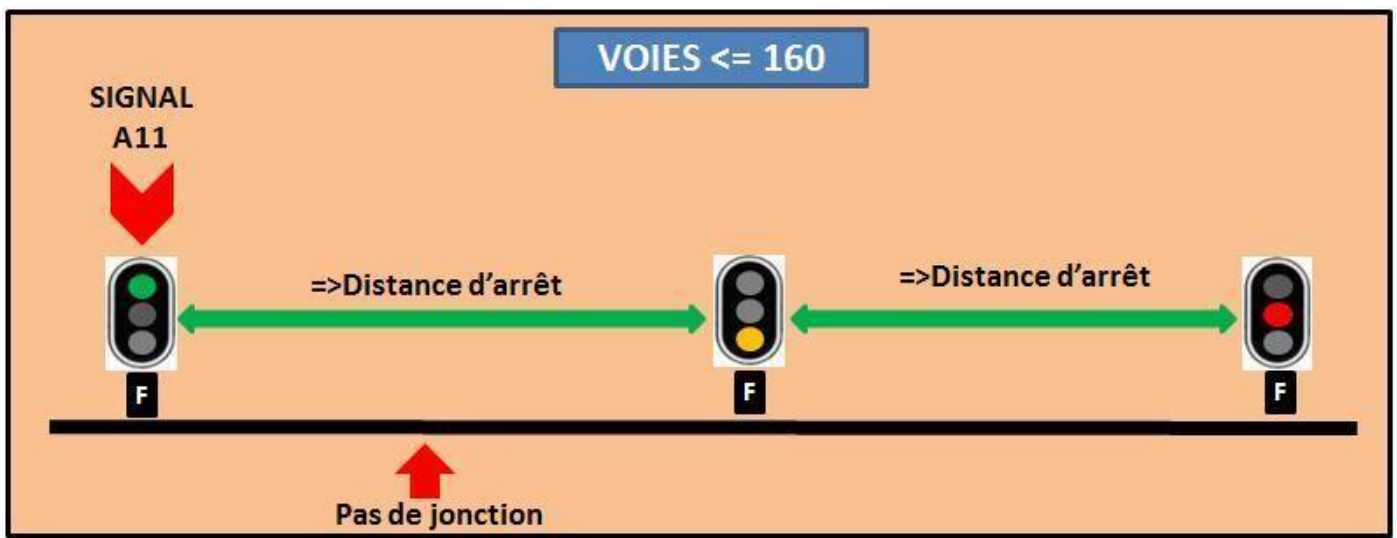 VOIES <= 160
SIGNAL
A11
=>Distance d’arrêt
=>Distance d’arrêt
F
F
F
Pas de jonction